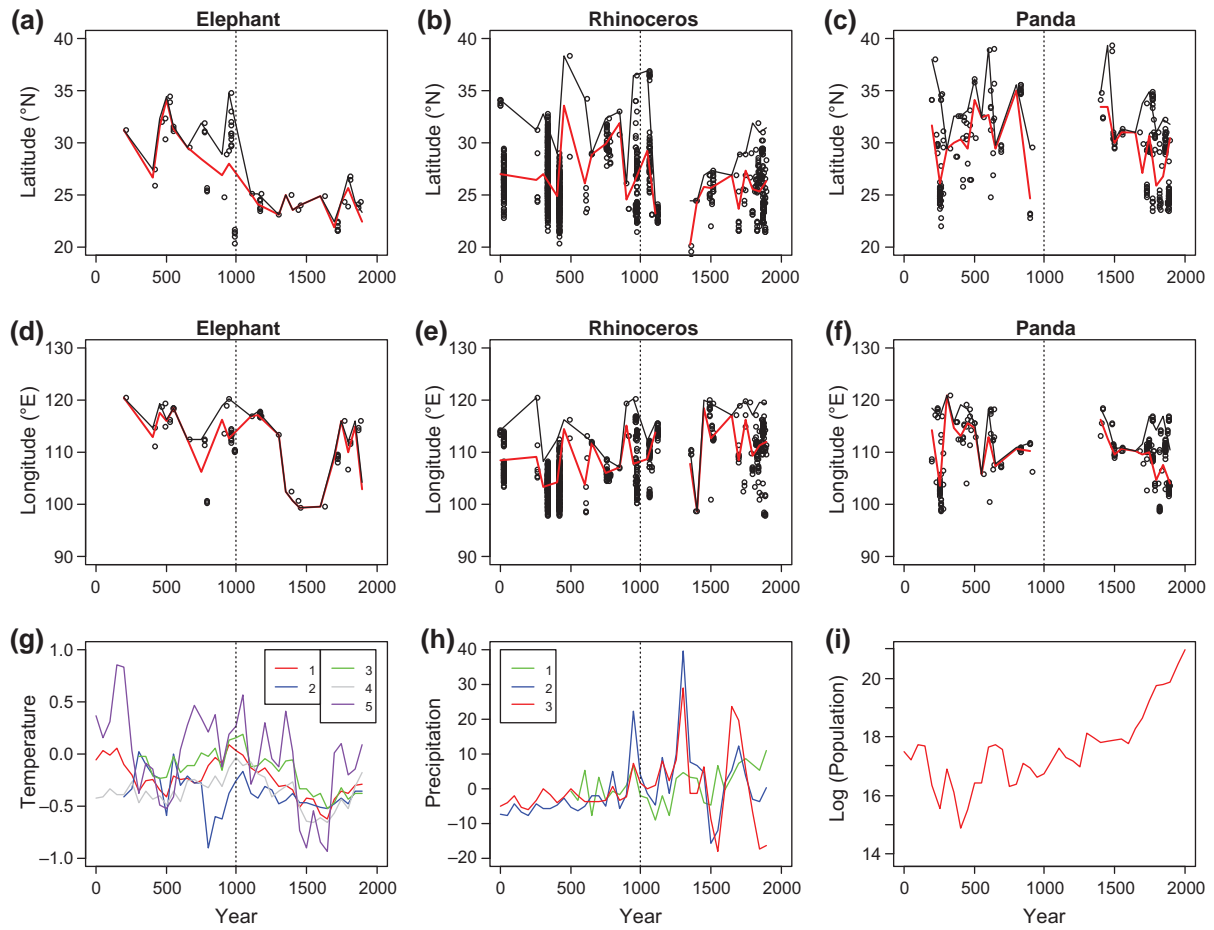 (a) Elephant (b) Rhinoceros (c) Panda
40 40 40
35 35 35
30 30 30
25 25 25
20 20 20
Latitude (°N) Latitude (°N) Latitude (°N)
0 500 1000 1500 2000 0 500 1000 1500 2000 0 500 1000 1500 2000
(d) Elephant (e) Rhinoceros (f) Panda
130 130 130
120 120 120
110 110 110
100 100 100
90 90 90
Longitude (°E) Longitude (°E) Longitude (°E)
0 500 1000 1500 2000 0 500 1000 1500 2000 0 500 1000 1500 2000
(g) (h) (i)
1.0
0.5
0.0
−0.5
−1.0
Temperature
1 3
2 4
5
0 500 1000 1500 2000
Year
40
30
20
10
0
−10
−20
Precipitation
1
2
3
0 500 1000 1500 2000
Year
20
18
16
14
Log (Population)
0 500 1000 1500 2000
Year